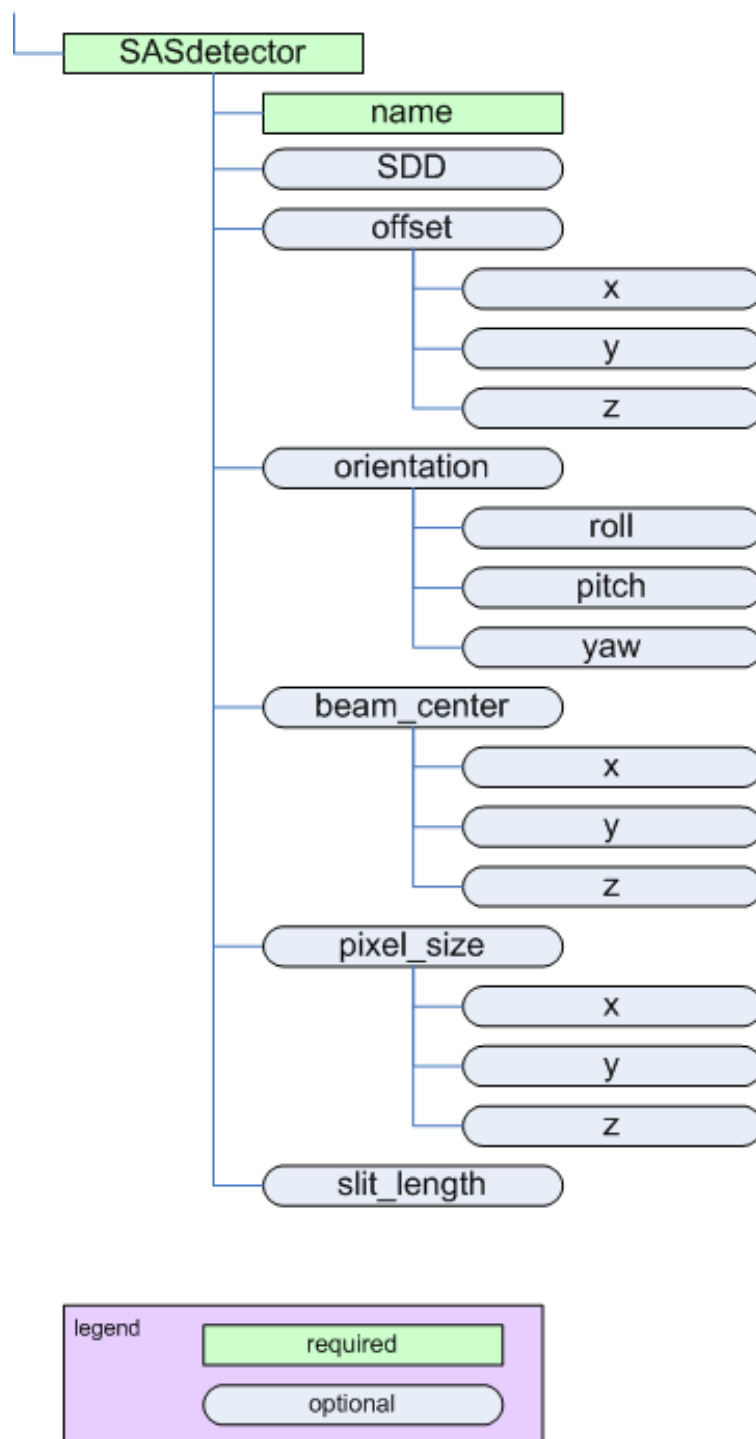 SASdetector
name
SDD
offset
x
y
z
orientation
roll
pitch
yaw
beam_center
x
y
z
pixel_size
x
y
z
slit_length
legend
required
optional